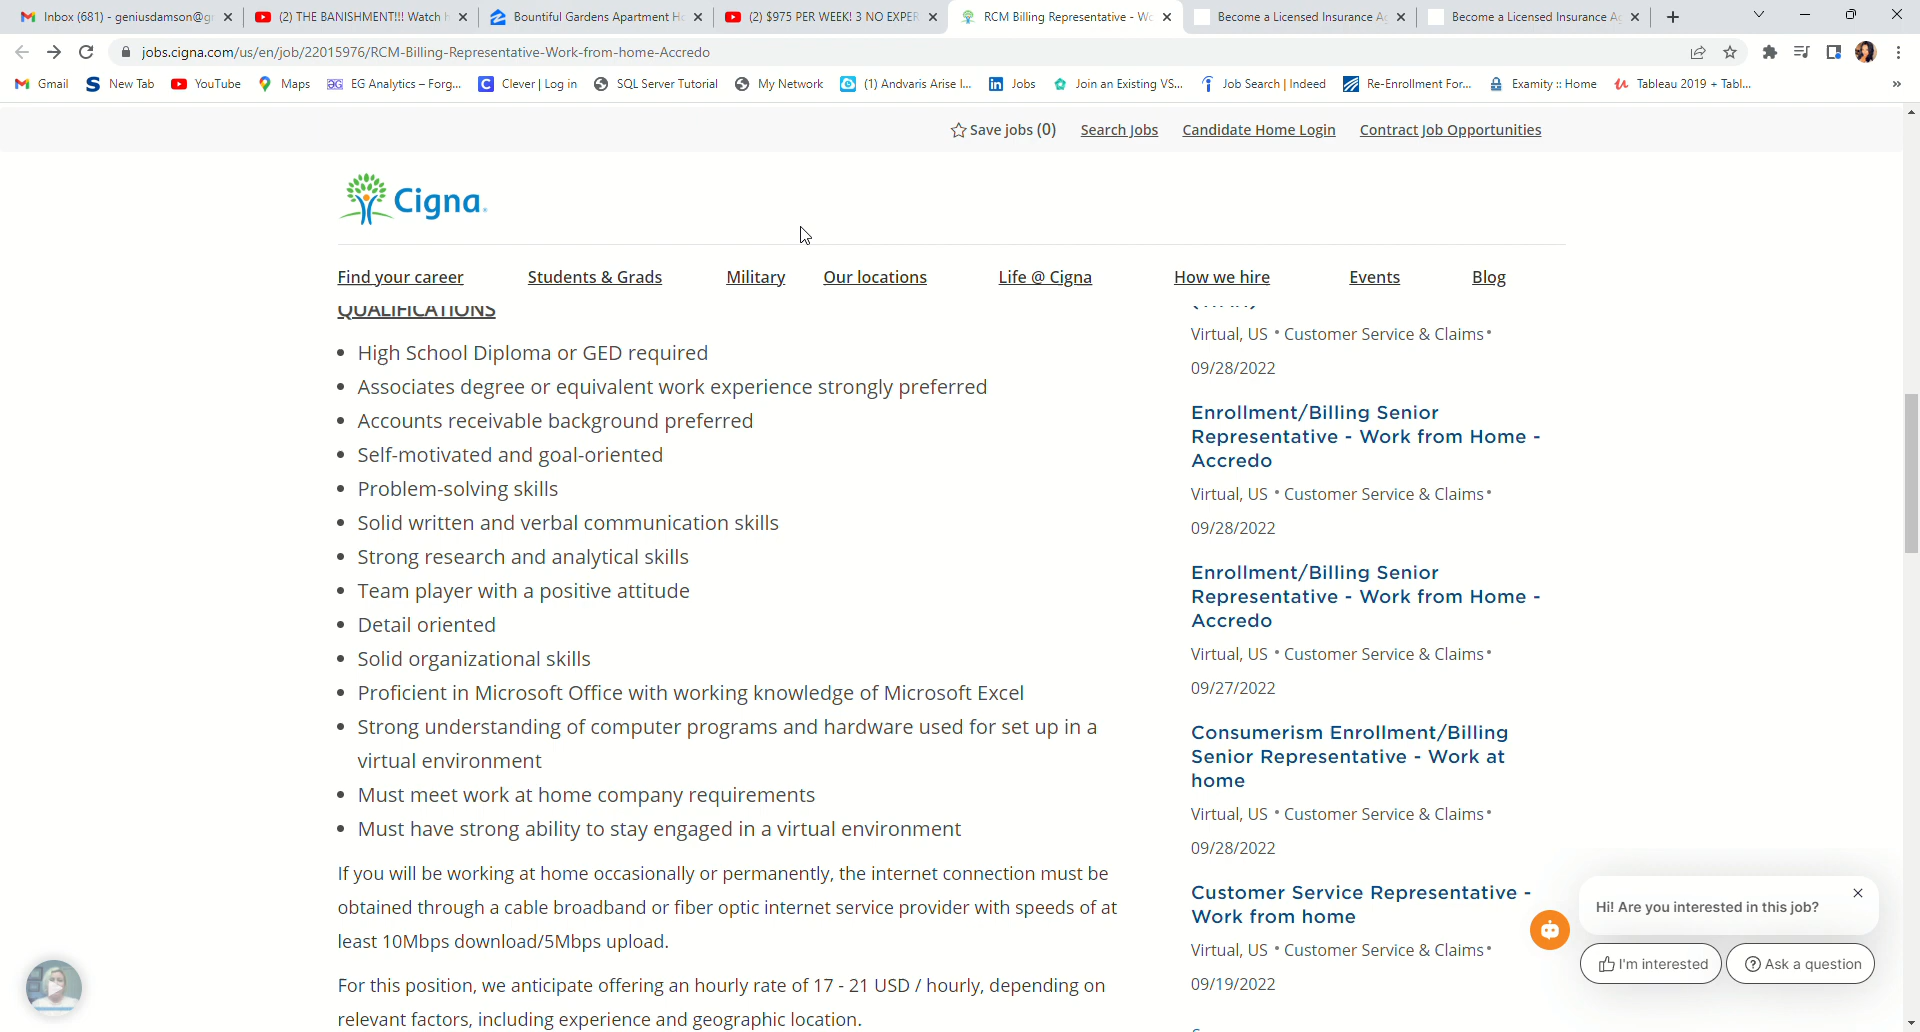 Inbox (681) - geniusdamson@g
(2) THE BANISHMENT!!! Watch h
Bountiful Gardens Apartment H
(2) $975 PER WEEK! 3 NO EXPER
RCM Billing Representative - Wo
Become a Licensed Insurance Ag
Become a Licensed Insurance Ag
jobs.cigna.com/us/en/job/22015976/RCM-Billing-Representative-Work-from-home-Accredo
Gmail
New Tab
YouTube
Maps
EG Analytics – Forg...
Clever | Log in
SQL Server Tutorial
My Network
(1) Andvaris Arise I...
Jobs
Join an Existing VS...
Job Search | Indeed
Re-Enrollment For...
Examity :: Home
Tableau 2019 + Tabl...
»
Save jobs (0)
Search Jobs
Candidate Home Login
Contract Job Opportunities
Cigna.
Find your career
Students & Grads
Military
Our locations
Life @ Cigna
How we hire
Events
Blog
QUALIFICATIONS
• High School Diploma or GED required
• Associates degree or equivalent work experience strongly preferred
• Accounts receivable background preferred
• Self-motivated and goal-oriented
• Problem-solving skills
• Solid written and verbal communication skills
• Strong research and analytical skills
• Team player with a positive attitude
• Detail oriented
• Solid organizational skills
• Proficient in Microsoft Office with working knowledge of Microsoft Excel
• Strong understanding of computer programs and hardware used for set up in a
virtual environment
• Must meet work at home company requirements
• Must have strong ability to stay engaged in a virtual environment
If you will be working at home occasionally or permanently, the internet connection must be
obtained through a cable broadband or fiber optic internet service provider with speeds of at
least 10Mbps download/5Mbps upload.
For this position, we anticipate offering an hourly rate of 17 - 21 USD / hourly, depending on
relevant factors, including experience and geographic location.
Virtual, US • Customer Service & Claims•
09/28/2022
Enrollment/Billing Senior
Representative - Work from Home -
Accredo
Virtual, US • Customer Service & Claims•
09/28/2022
Enrollment/Billing Senior
Representative - Work from Home -
Accredo
Virtual, US • Customer Service & Claims•
09/27/2022
Consumerism Enrollment/Billing
Senior Representative - Work at
home
Virtual, US • Customer Service & Claims•
09/28/2022
Customer Service Representative -
Work from home
Virtual, US • Customer Service & Claims•
09/19/2022
Hi! Are you interested in this job?
I'm interested
Ask a question